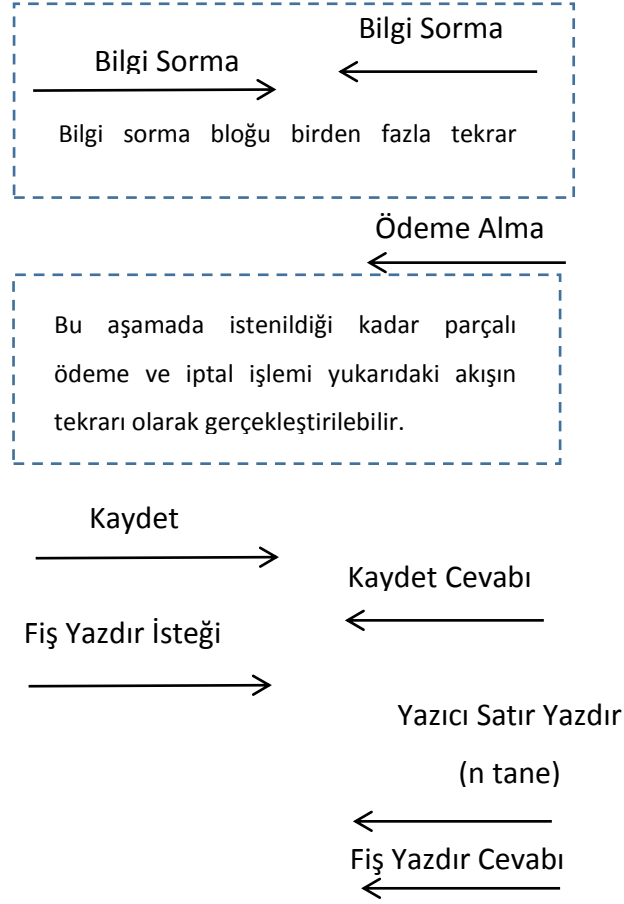 Bilgi Sorma
Bilgi Sorma
Bilgi sorma bloğu birden fazla tekrar
Ödeme Alma
Bu aşamada istenildiği kadar parçalı
ödeme ve iptal işlemi yukarıdaki akışın
tekrarı olarak gerçekleştirilebilir.
Kaydet
Kaydet Cevabı
Fiş Yazdır İsteği
Yazıcı Satır Yazdır
(n tane)
Fiş Yazdır Cevabı